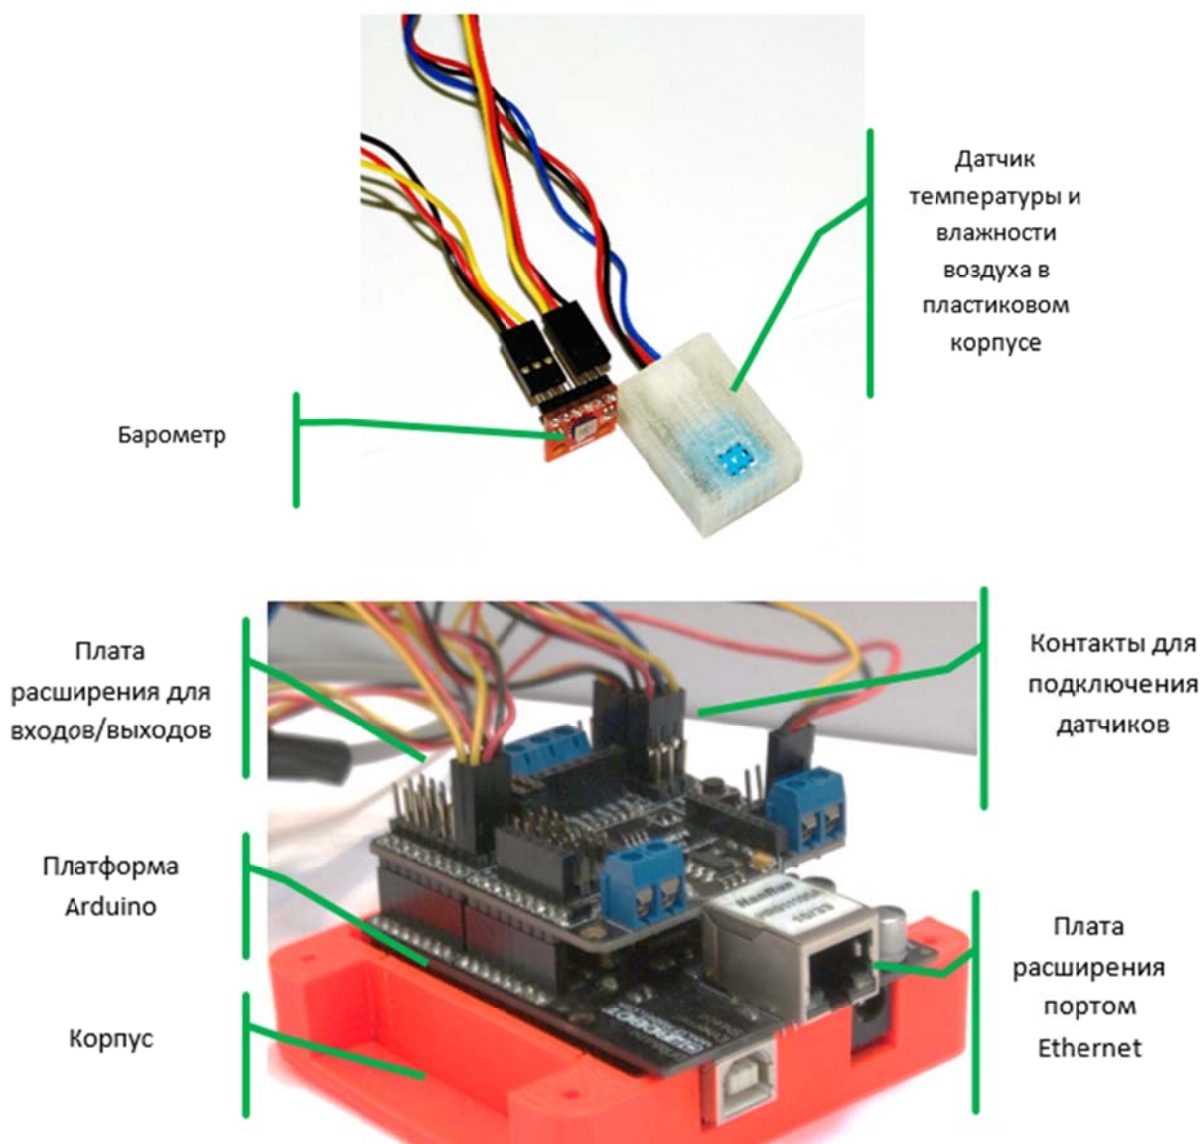 Датчик
температуры и
влажности
воздуха в
пластиковом
корпусе
Барометр
Плата
расширения для
входов/выходов
Контакты для
подключения
датчиков
Платформа
Arduino
Плата
расширения
портом
Ethernet
Корпус